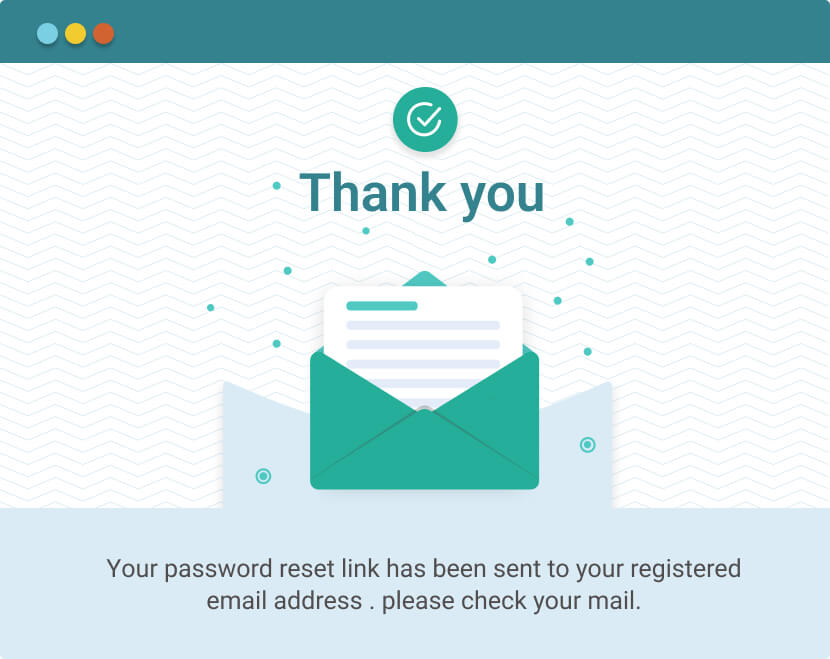 Thank you
Your password reset link has been sent to your registered
email address . please check your mail.